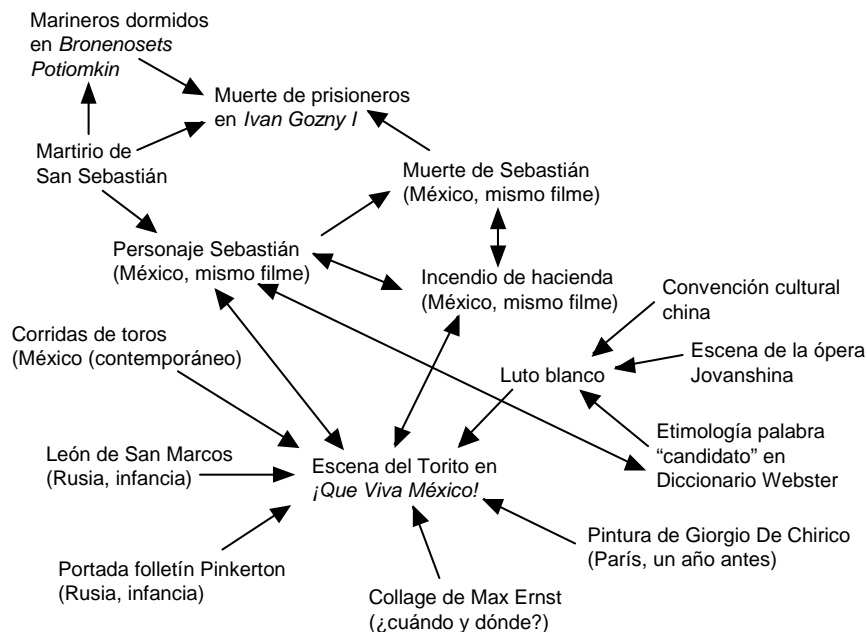 Marineros dormidos
en Bronenosets
Potiomkin
Muerte de prisioneros
en Ivan Gozny I
Martirio de
San Sebastián
Muerte de Sebastián
(México, mismo filme)
Personaje Sebastián
(México, mismo filme)
Incendio de hacienda
(México, mismo filme)
Convención cultural
china
Corridas de toros
(México (contemporáneo)
Escena de la ópera
Jovanshina
Luto blanco
Etimología palabra
“candidato” en
Diccionario Webster
León de San Marcos
(Rusia, infancia)
Escena del Torito en
¡Que Viva México!
Pintura de Giorgio De Chirico
(París, un año antes)
Portada folletín Pinkerton
(Rusia, infancia)
Collage de Max Ernst
(¿cuándo y dónde?)